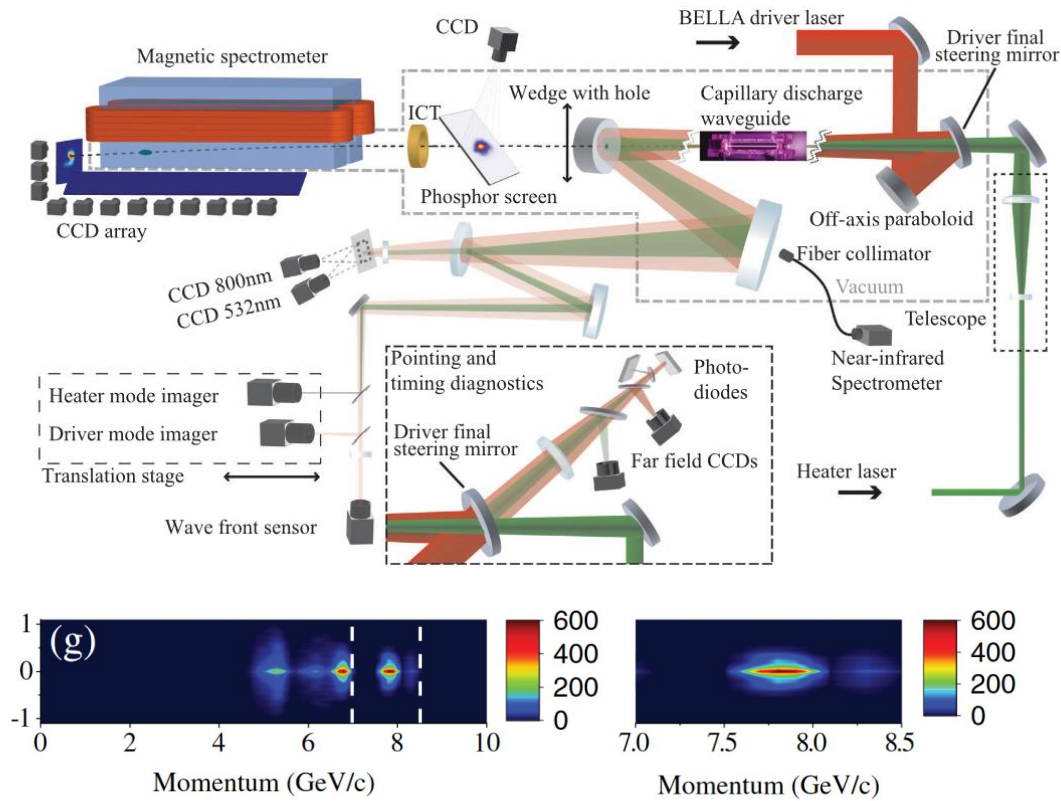 CCD
BELLA driver laser
Driver final
steering mirror
Magnetic spectrometer
ICT
Wedge with hole
Capillary discharge
waveguide
Phosphor screen
CCD array
Off-axis paraboloid
Fiber collimator
Vacuum
CCD 800nm
CCD 532nm
Telescope
Near-infrared
Spectrometer
Pointing and
timing diagnostics
Photo-
diodes
Heater mode imager
Driver mode imager
Driver final
steering mirror
Far field CCDs
Translation stage
Heater laser
Wave front sensor
(g)
1
0
-1
0 2 4 6 8 10
Momentum (GeV/c)
600
400
200
0
7.0 7.5 8.0 8.5
Momentum (GeV/c)
600
400
200
0